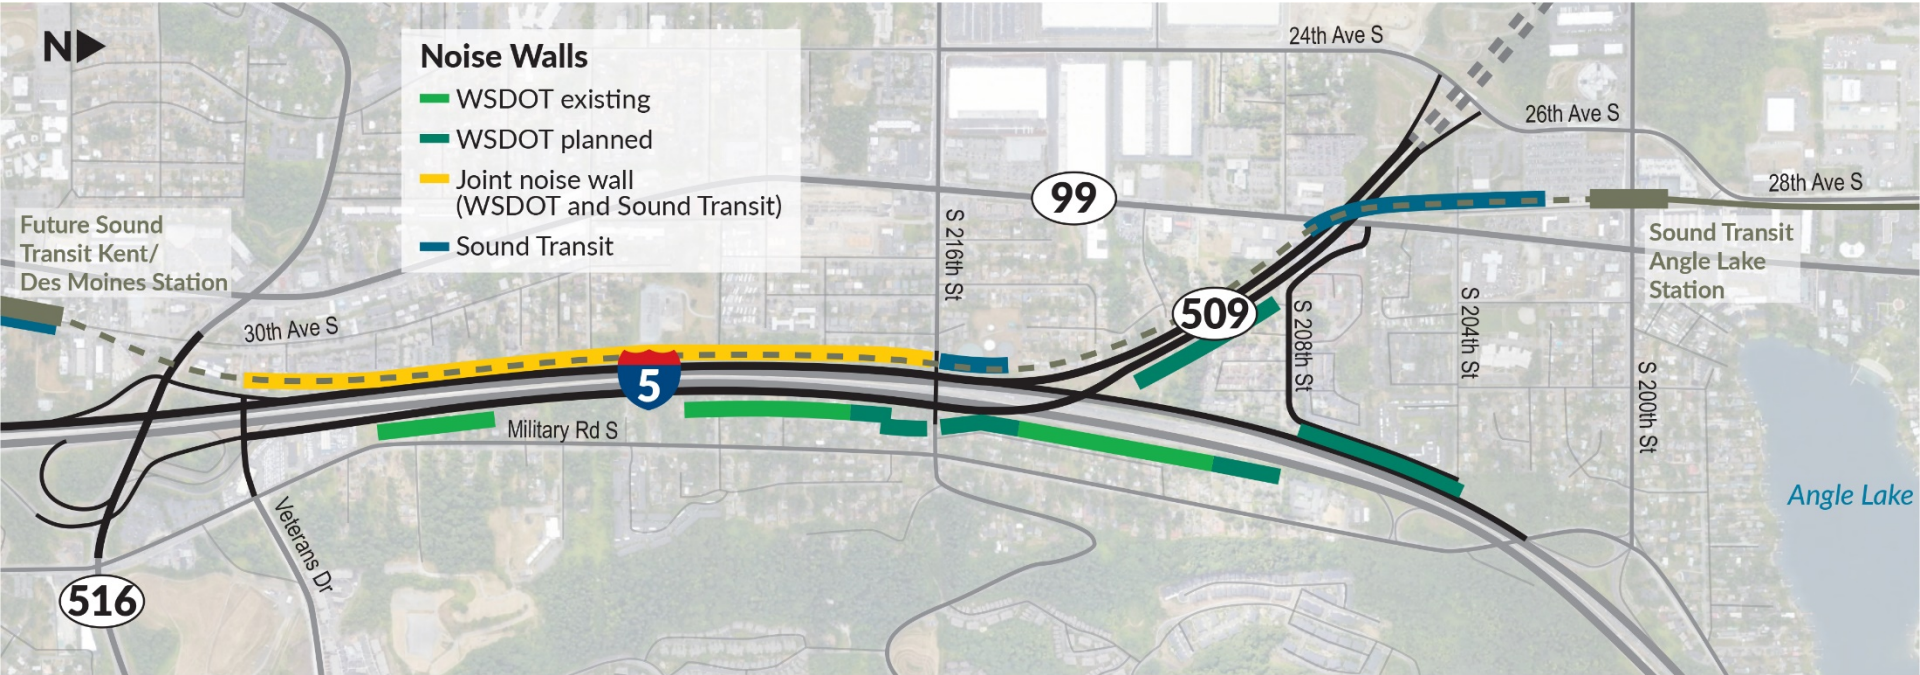 N
Noise Walls
WSDOT existing
WSDOT planned
Joint noise wall
(WSDOT and Sound Transit)
Sound Transit
24th Ave S
26th Ave S
28th Ave S
99
Future Sound
Transit Kent/
Des Moines Station
Sound Transit
Angle Lake
Station
S 216th St
509
30th Ave S
S 208th St
S 204th St
S 200th St
5
Military Rd S
Angle Lake
Veterans Dr
516